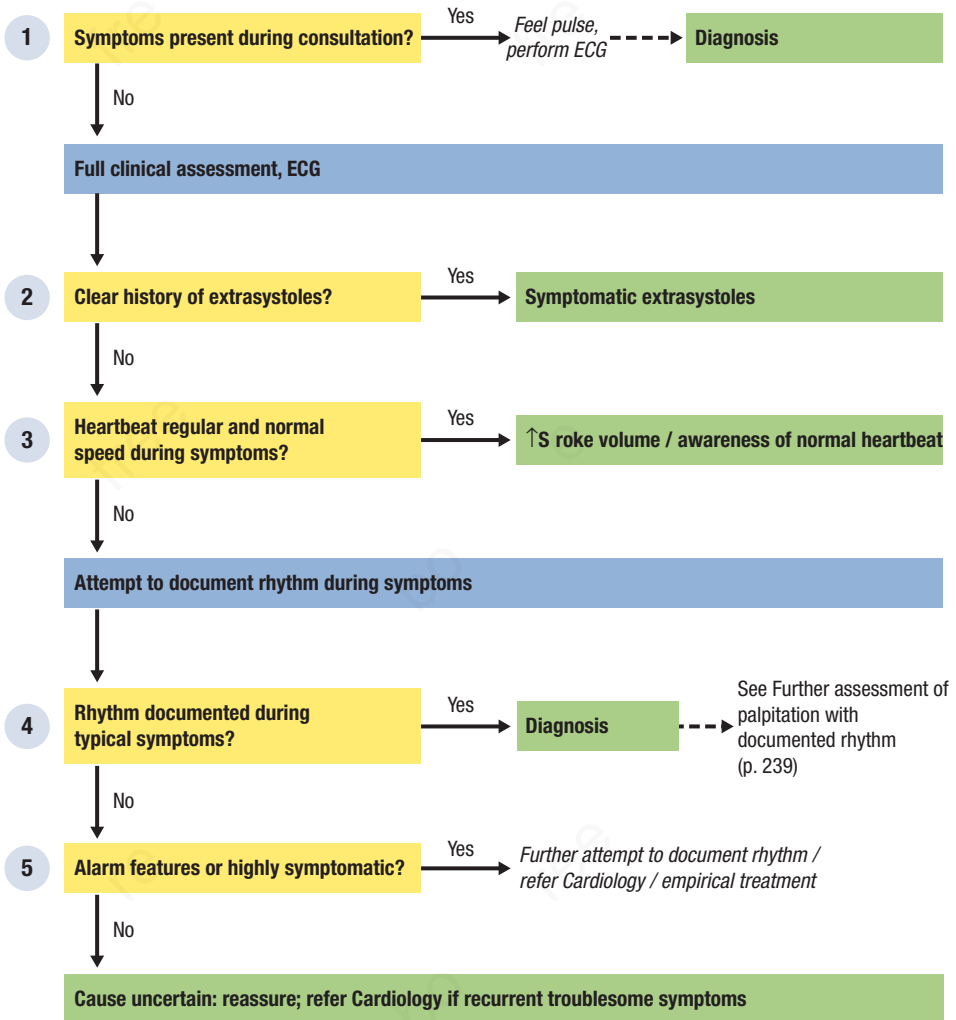 1
Symptoms present during consultation?
Yes
Feel pulse,
perform ECG
Diagnosis
No
Full clinical assessment, ECG
2
Clear history of extrasystoles?
Yes
Symptomatic extrasystoles
No
3
Heartbeat regular and normal
speed during symptoms?
Yes
↑S roke volume / awareness of normal heartbeat
No
Attempt to document rhythm during symptoms
4
Rhythm documented during
typical symptoms?
Yes
Diagnosis
See Further assessment of
palpitation with
documented rhythm
(p. 239)
No
5
Alarm features or highly symptomatic?
Yes
Further attempt to document rhythm /
refer Cardiology / empirical treatment
No
Cause uncertain: reassure; refer Cardiology if recurrent troublesome symptoms